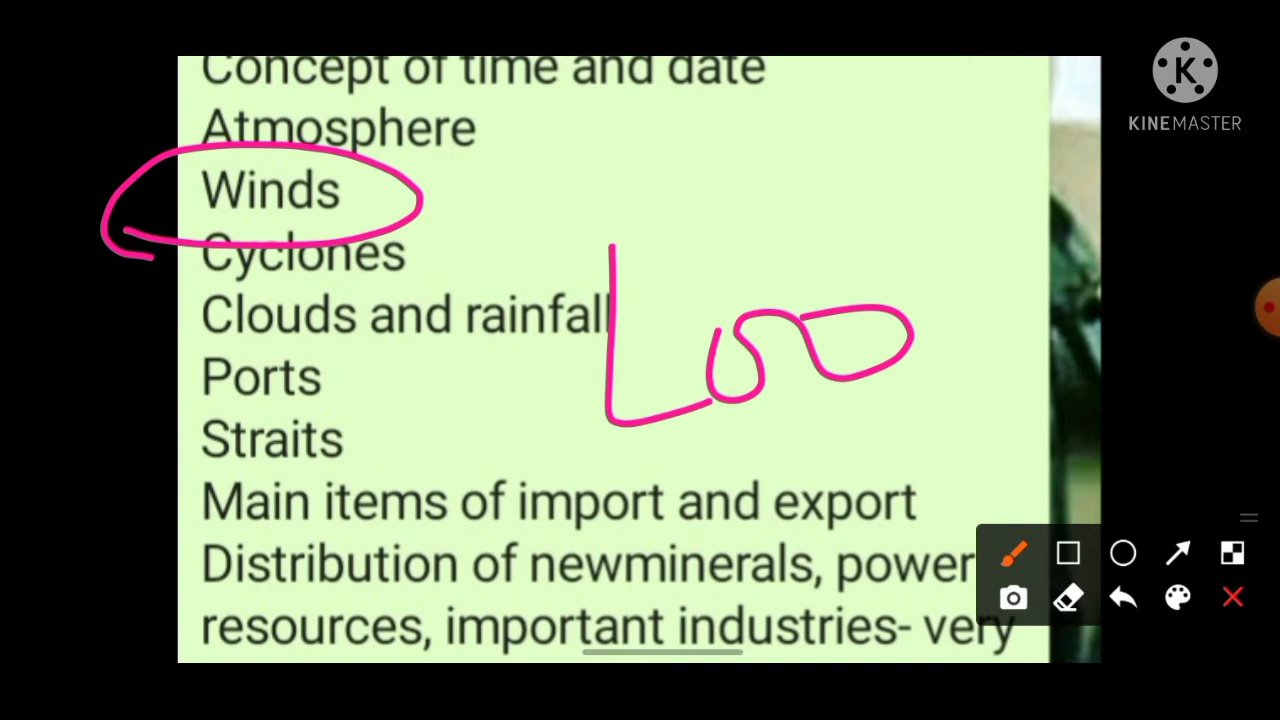 Concept of time and date
Atmosphere
Winds
Cyclones
Clouds and rainfall
Loo
Ports
Straits
Main items of import and export
Distribution of newminerals, power
resources, important industries- very
K
KINEMASTER